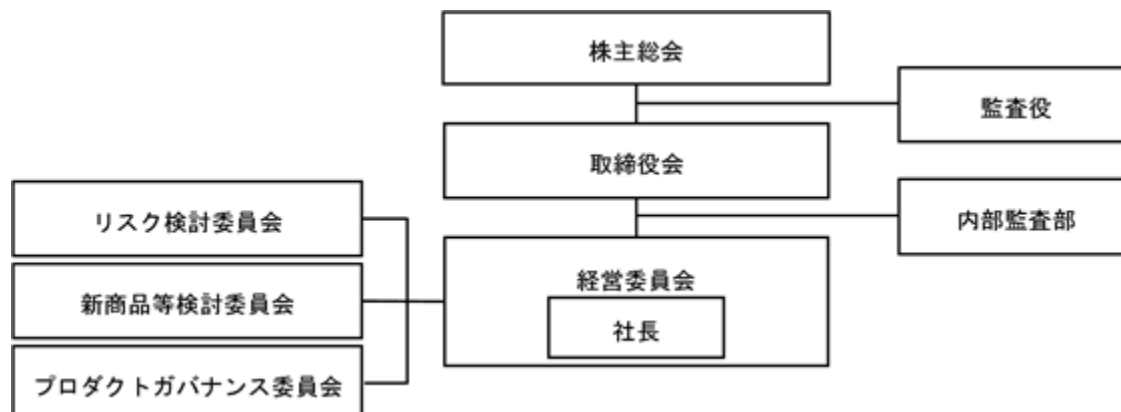 株主総会
監査役
取締役会
リスク検討委員会
内部監査部
新商品等検討委員会
経営委員会
社長
プロダクトガバナンス委員会